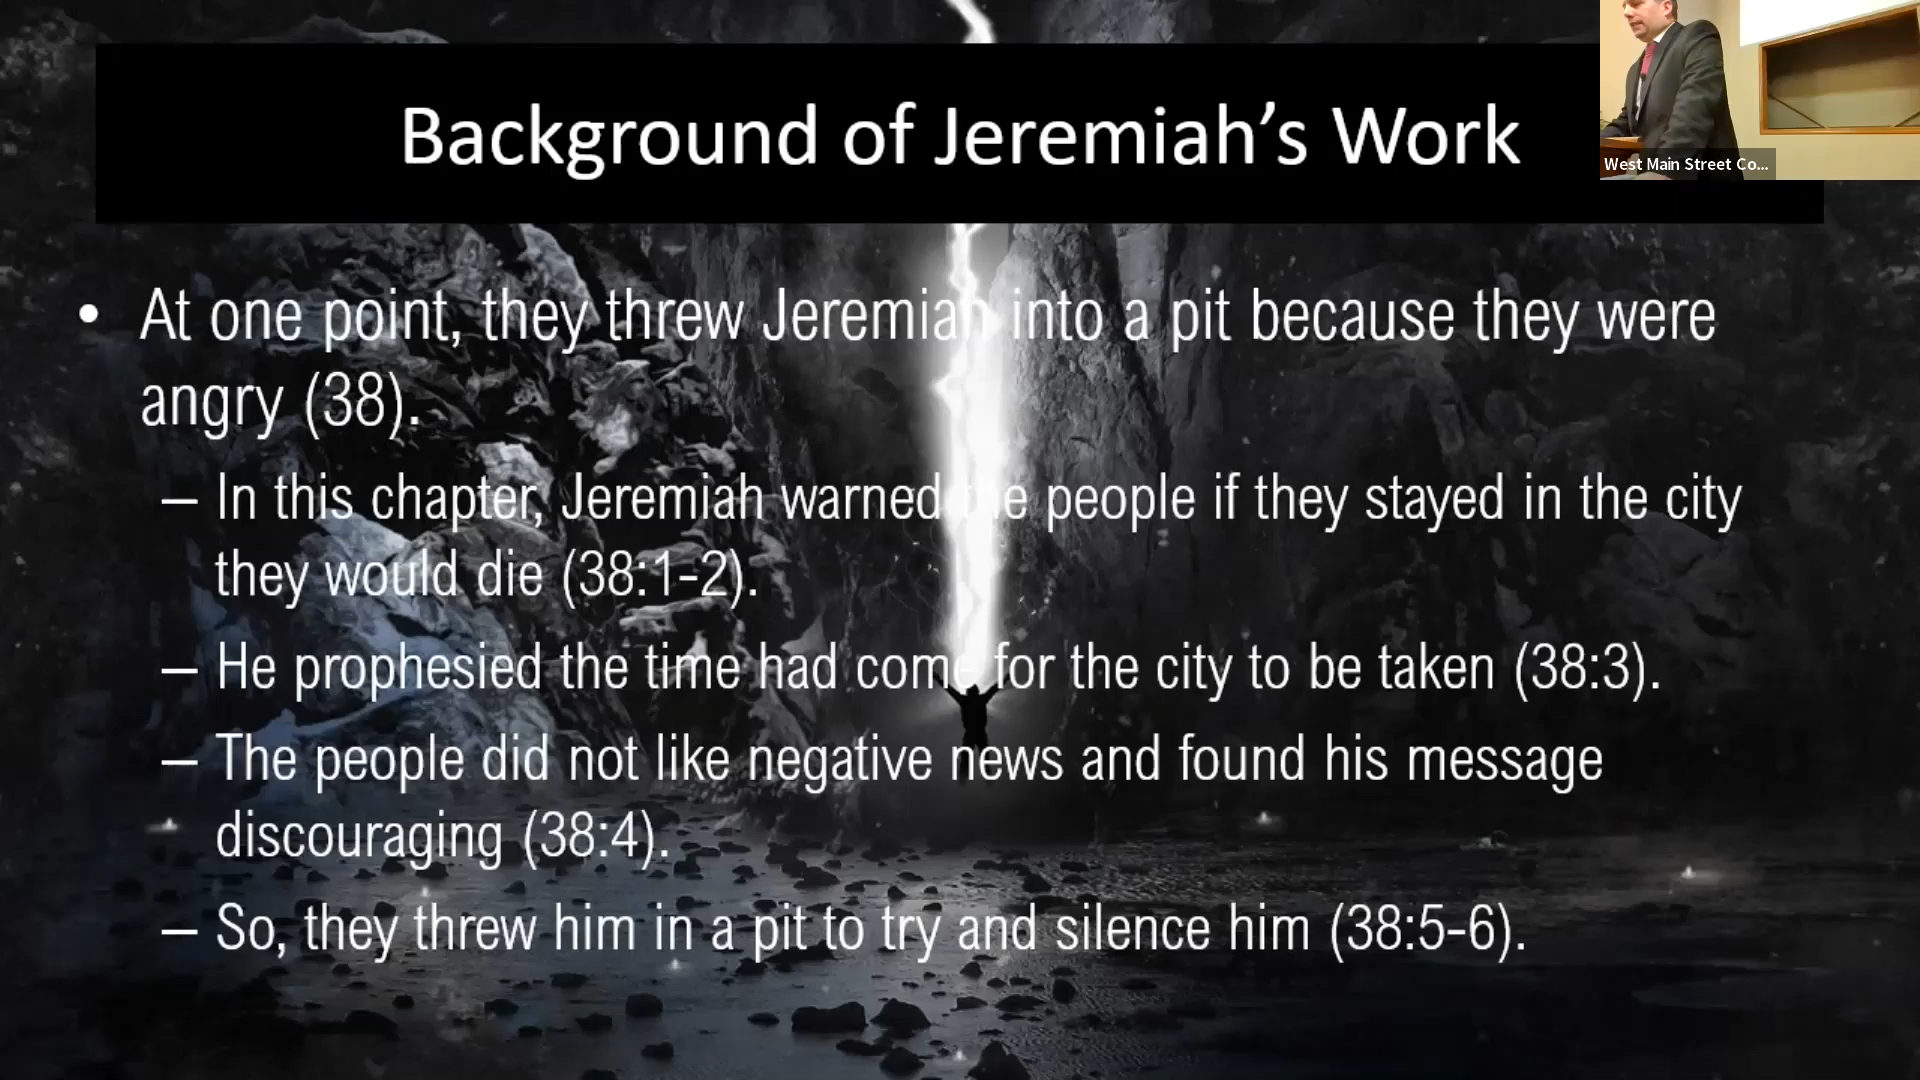 Background of Jeremiah’s Work
West Main Street Co...
• At one point, they threw Jeremiah into a pit because they were
angry (38).
– In this chapter, Jeremiah warned the people if they stayed in the city
they would die (38:1-2).
– He prophesied the time had come for the city to be taken (38:3).
– The people did not like negative news and found his message
discouraging (38:4).
– So, they threw him in a pit to try and silence him (38:5-6).